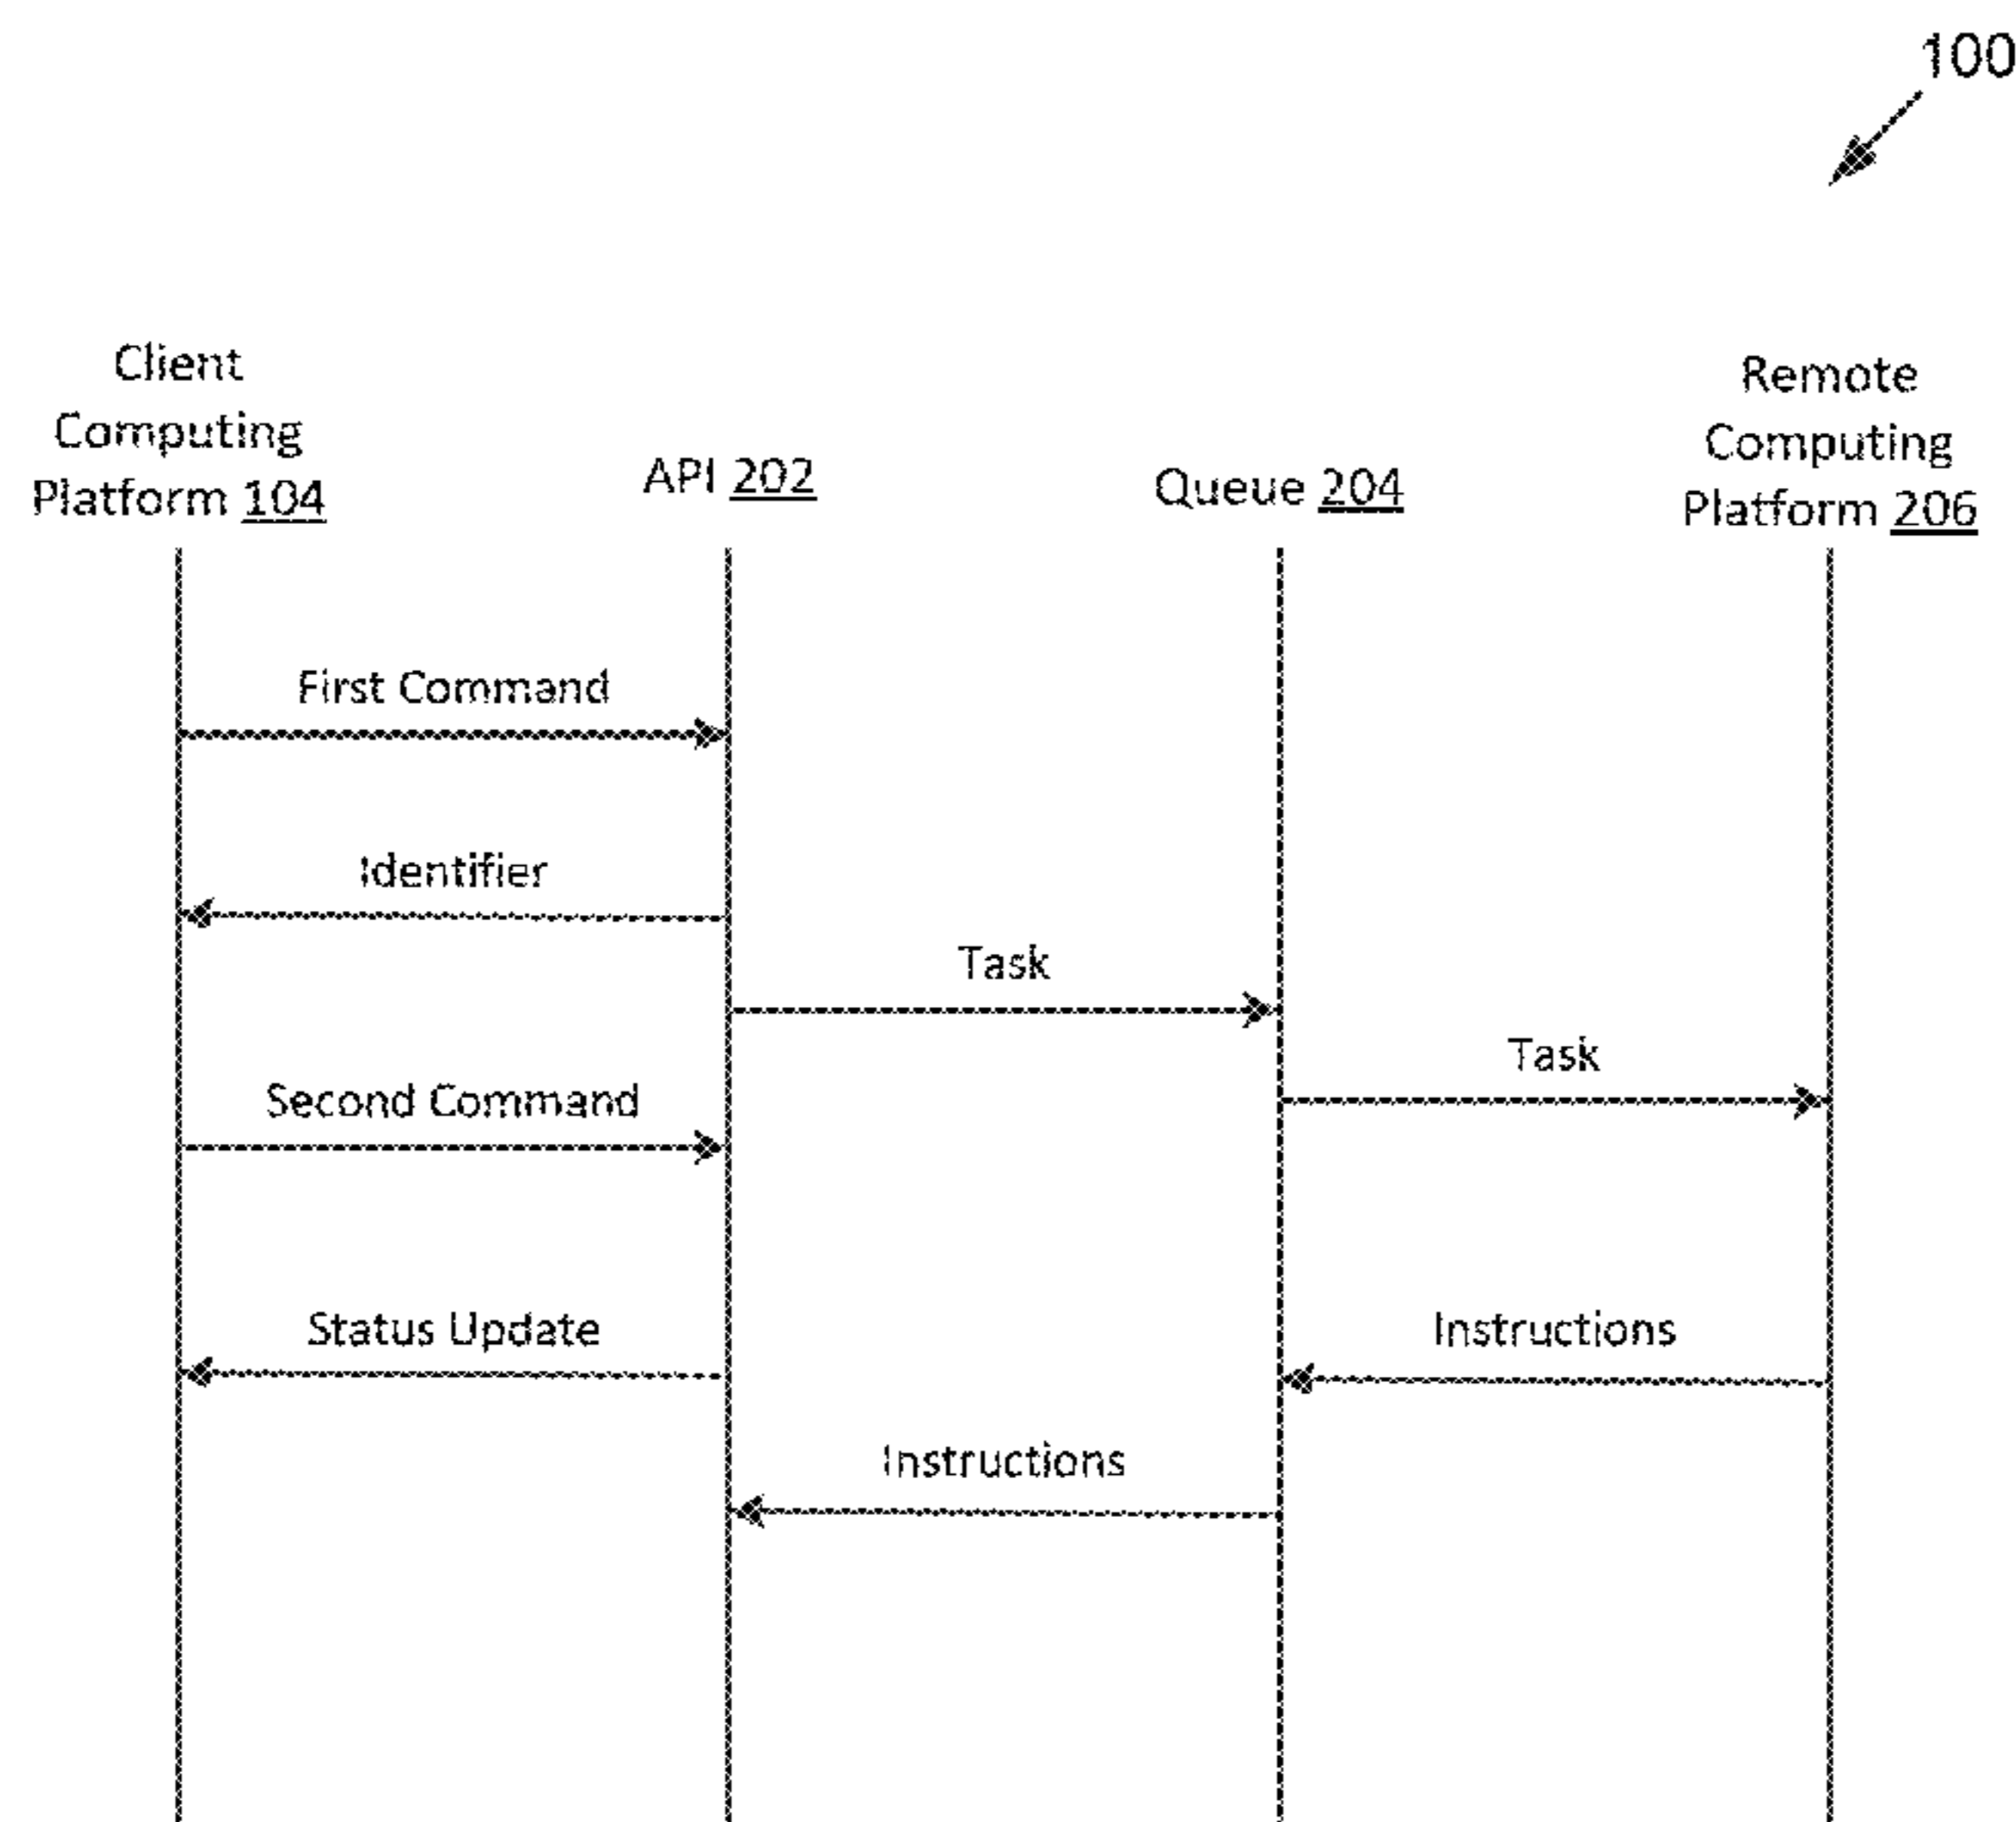 100
Client
Computing
Platform 104
API 202
Queue 204
Remote
Computing
Platform 206
First Command
Identifier
Task
Task
Second Command
Status Update
Instructions
Instructions